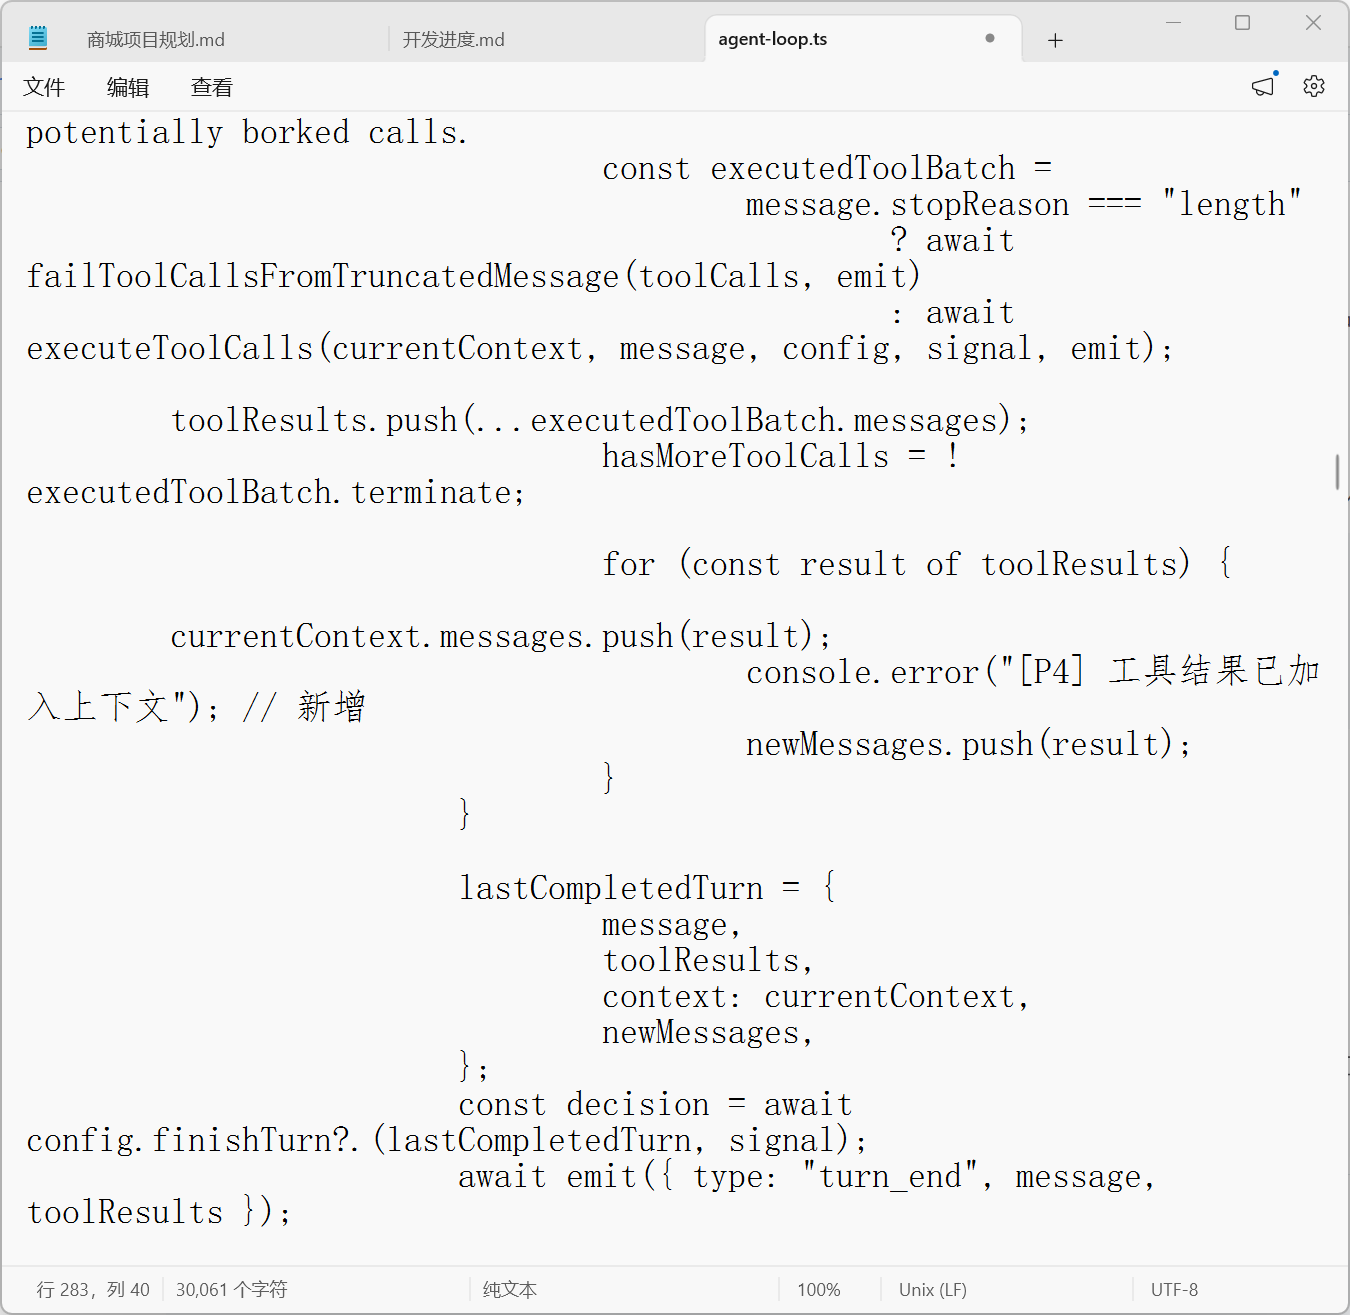 商城项目规划.md
开发进度.md
agent-loop.ts
文件 编辑 查看
potentially borked calls.
const executedToolBatch =
message.stopReason === "length"
? await
failToolCallsFromTruncatedMessage(toolCalls, emit)
: await
executeToolCalls(currentContext, message, config, signal, emit);
toolResults.push(...executedToolBatch.messages);
hasMoreToolCalls = !
executedToolBatch.terminate;
for (const result of toolResults) {
currentContext.messages.push(result);
console.error("[P4] 工具结果已加
入上下文"); // 新增
newMessages.push(result);
}
}
lastCompletedTurn = {
message,
toolResults,
context: currentContext,
newMessages,
};
const decision = await
config.finishTurn?.(lastCompletedTurn, signal);
await emit({ type: "turn_end", message,
toolResults });
行 283，列 40 30,061 个字符 纯文本 100% Unix (LF) UTF-8